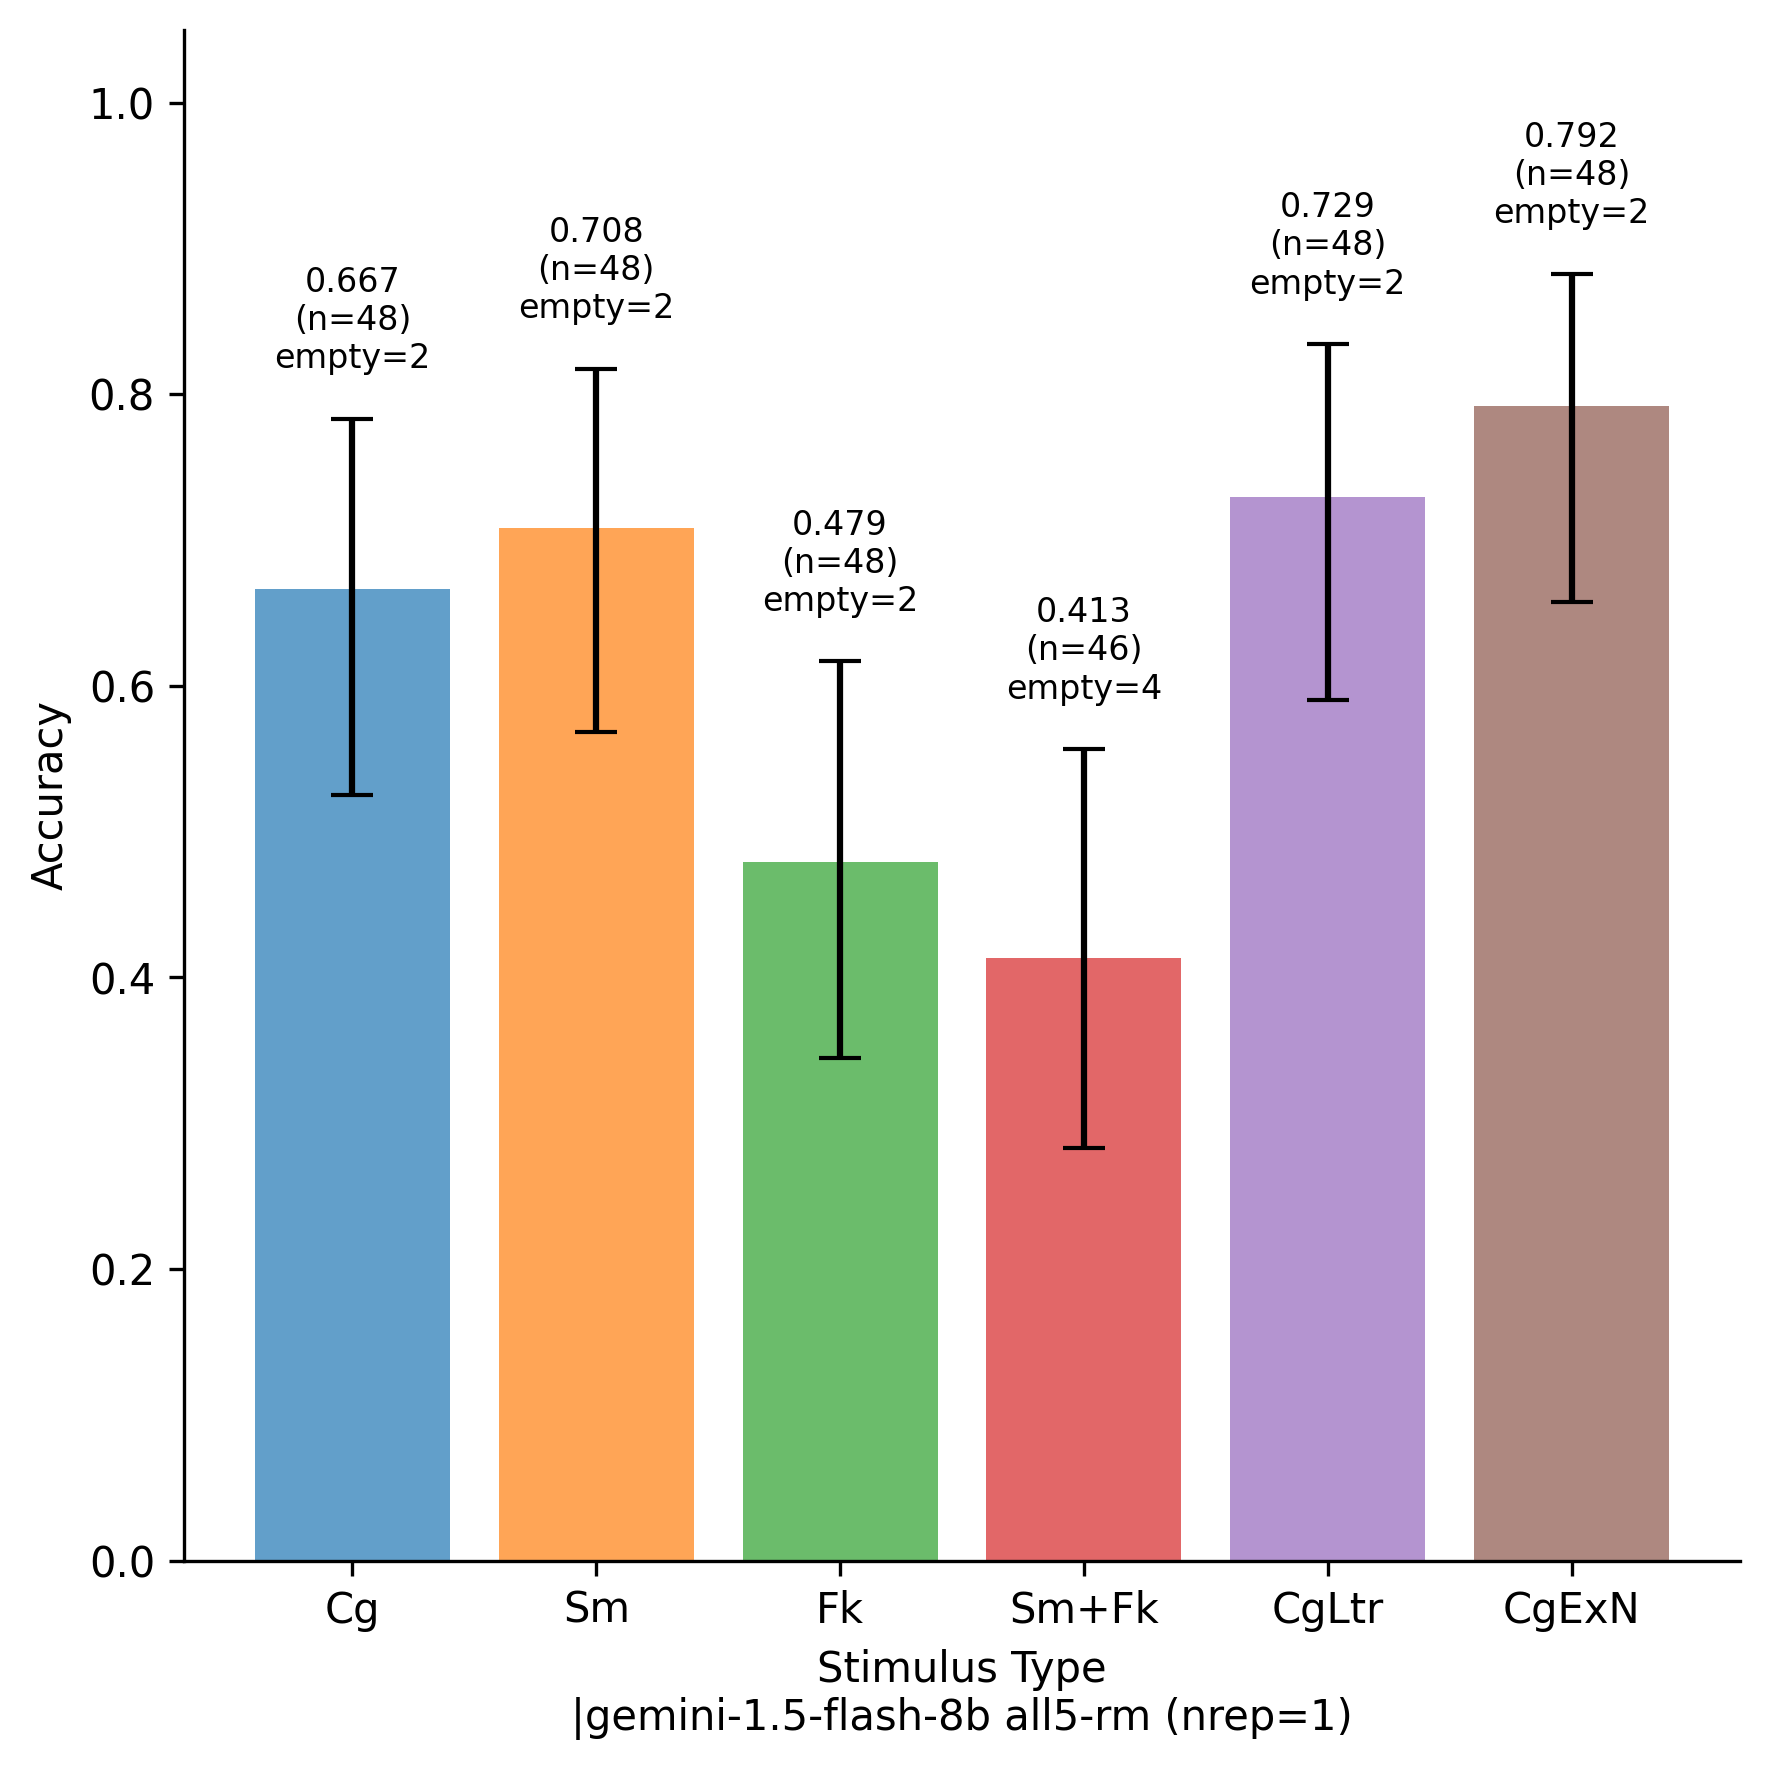 1.0
0.8
0.6
0.4
0.2
0.0
Accuracy
0.667
(n=48)
empty=2
0.708
(n=48)
empty=2
0.479
(n=48)
empty=2
0.413
(n=46)
empty=4
0.729
(n=48)
empty=2
0.792
(n=48)
empty=2
Cg
Sm
Fk
Sm+Fk
CgLtr
CgExN
Stimulus Type
|gemini-1.5-flash-8b all5-rm (nrep=1)